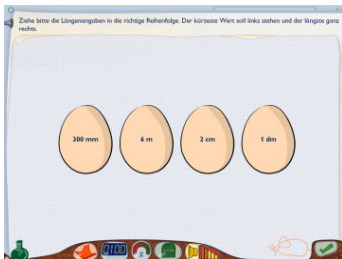 Ziehe bitte die Längenangaben in die richtige Reihenfolge. Der kürzeste Wert soll links stehen und der längste ganz
rechts.
300 mm
6 m
2 cm
1 dm